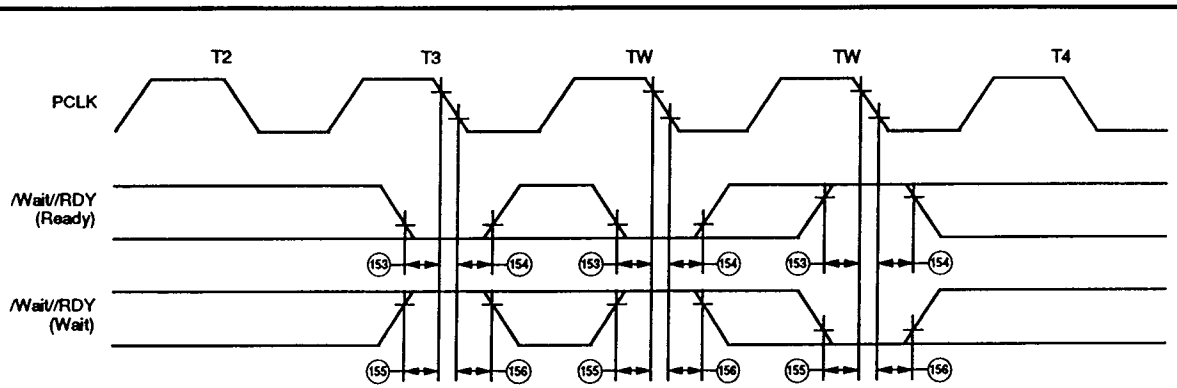 T2 T3 TW TW T4
PCLK
/Wait//RDY
(Ready)
153 154 153 154 153 154
/Wait//RDY
(Wait)
155 156 155 156 155 156